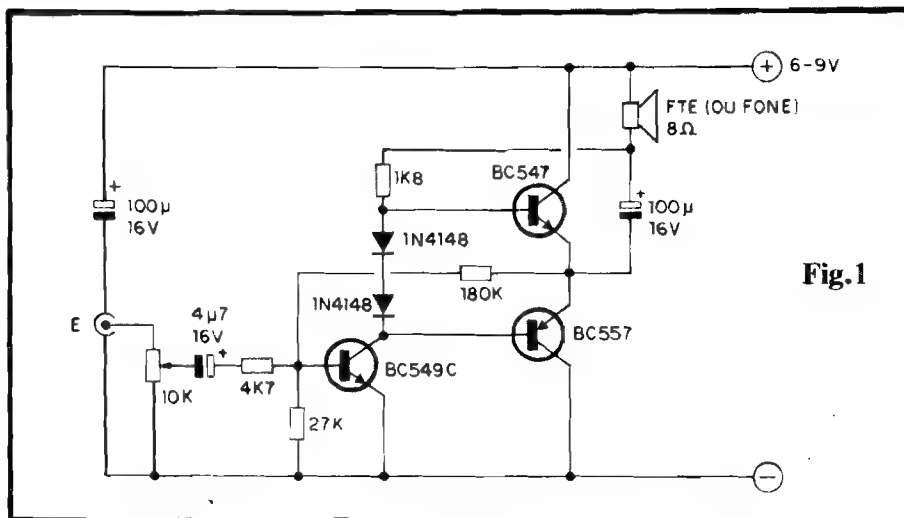 + 6-9V
FTE (OU FONE)
8Ω
1K8
BC547
+
100μ
16V
+
100μ
16V
1N4148
180K
Fig.1
1N4148
E
4μ7
16V
+
BC557
4K7
BC549C
10K
27K
−